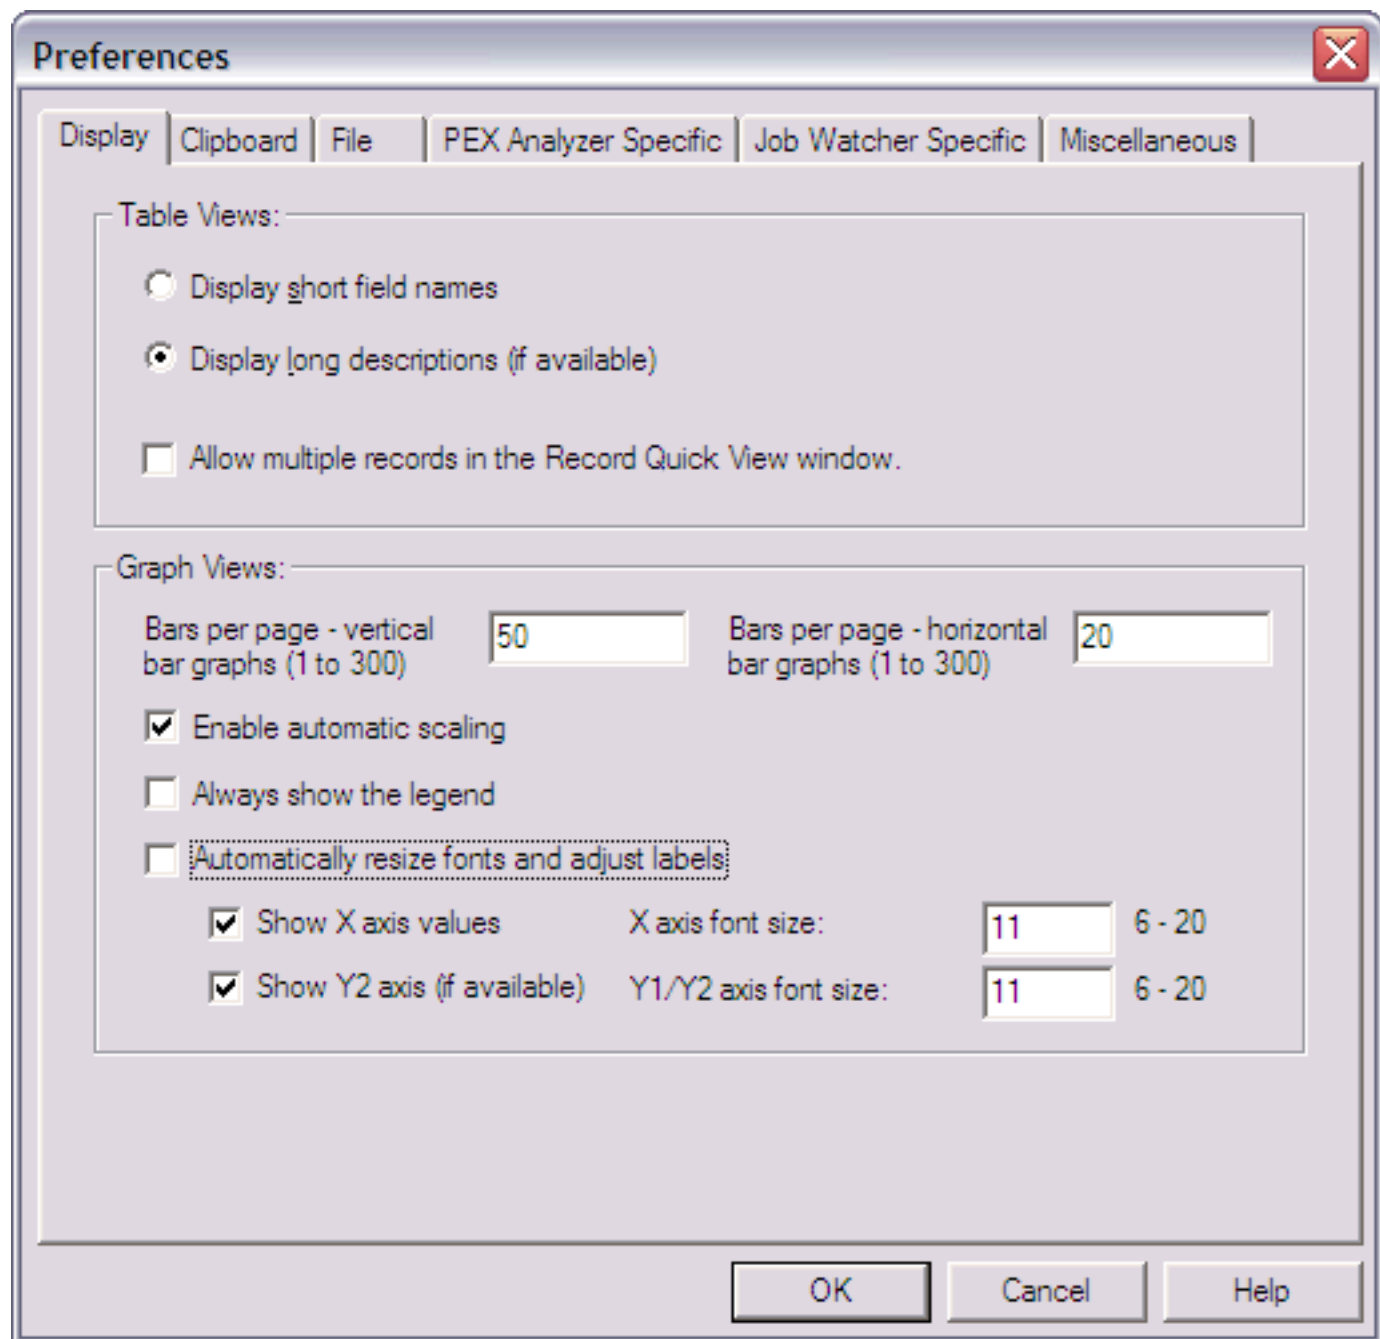 Preferences
Display Clipboard File PEX Analyzer Specific Job Watcher Specific Miscellaneous
Table Views:
Display short field names
Display long descriptions (if available)
Allow multiple records in the Record Quick View window.
Graph Views:
Bars per page - vertical
bar graphs (1 to 300)
50
Bars per page - horizontal
bar graphs (1 to 300)
20
Enable automatic scaling
Always show the legend
Automatically resize fonts and adjust labels
Show X axis values X axis font size: 11 6 - 20
Show Y2 axis (if available) Y1/Y2 axis font size: 11 6 - 20
OK Cancel Help